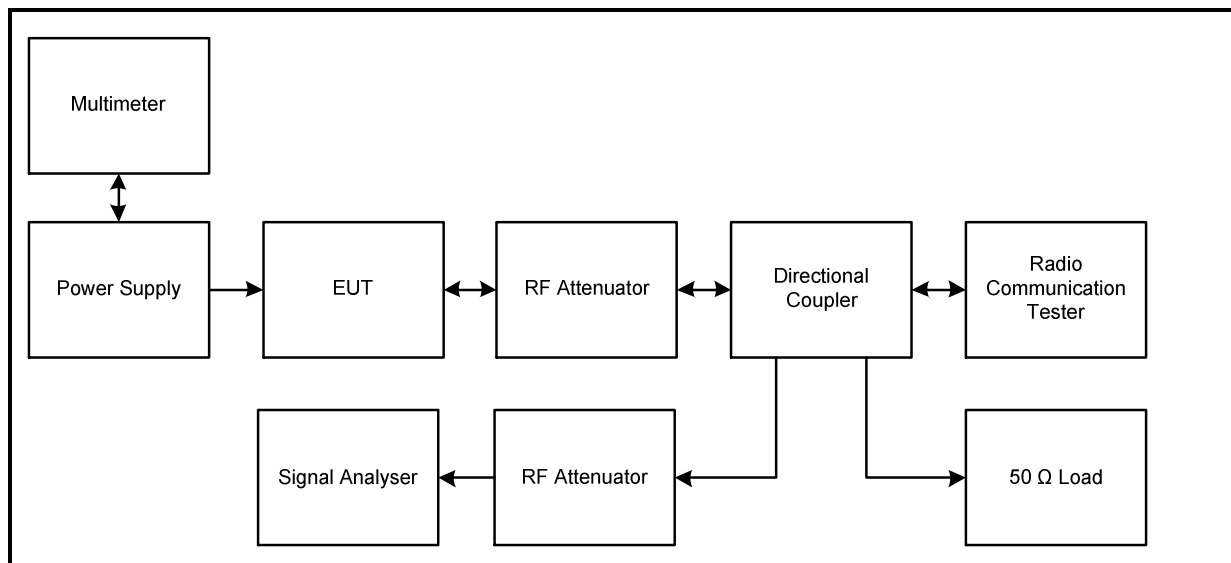 Multimeter
Power Supply
EUT
RF Attenuator
Directional
Coupler
Radio
Communication
Tester
Signal Analyser
RF Attenuator
50 Ω Load